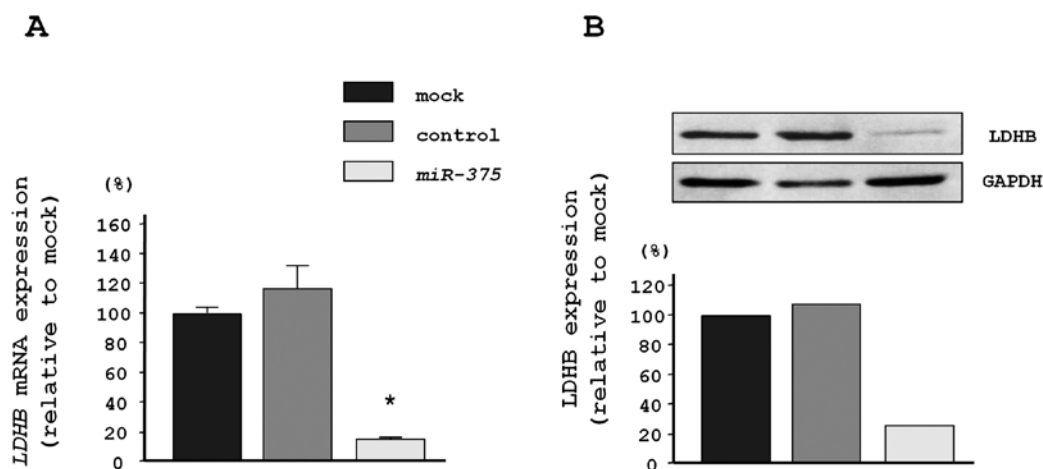 A
mock
control
miR-375
(%)
LDHB mRNA expression
(relative to mock)
160
140
120
100
80
60
40
20
0
*
B
LDHB
GAPDH
(%)
LDHB expression
(relative to mock)
120
100
80
60
40
20
0